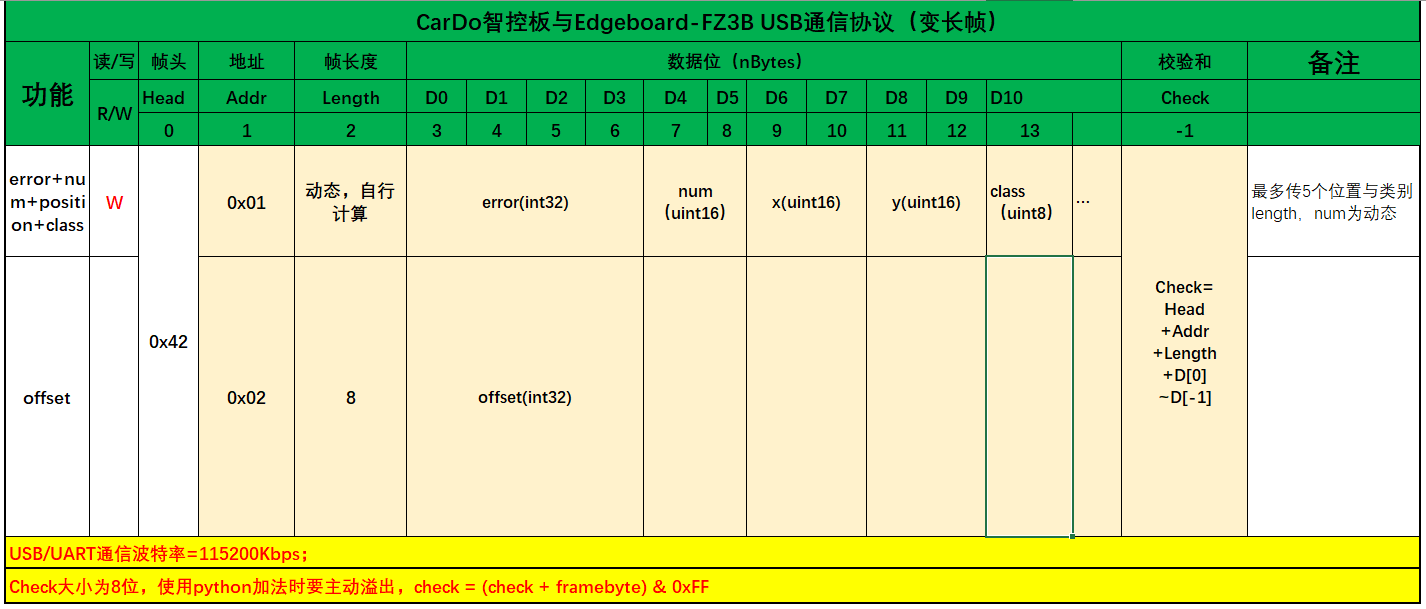 CarDo智控板与Edgeboard-FZ3B USB通信协议（变长帧）
功能
读/写
帧头
地址
帧长度
数据位（nBytes）
校验和
备注
R/W
Head
Addr
Length
D0
D1
D2
D3
D4
D5
D6
D7
D8
D9
D10
Check
0
1
2
3
4
5
6
7
8
9
10
11
12
13
-1
error+nu
m+positi
on+class
W
0x42
0x01
动态，自行
计算
error(int32)
num
（uint16）
x(uint16)
y(uint16)
class
（uint8）
...
Check=
Head
+Addr
+Length
+D[0]
~D[-1]
最多传5个位置与类别
length，num为动态
offset
0x02
8
offset(int32)
USB/UART通信波特率=115200Kbps；
Check大小为8位，使用python加法时要主动溢出，check = (check + framebyte) & 0xFF